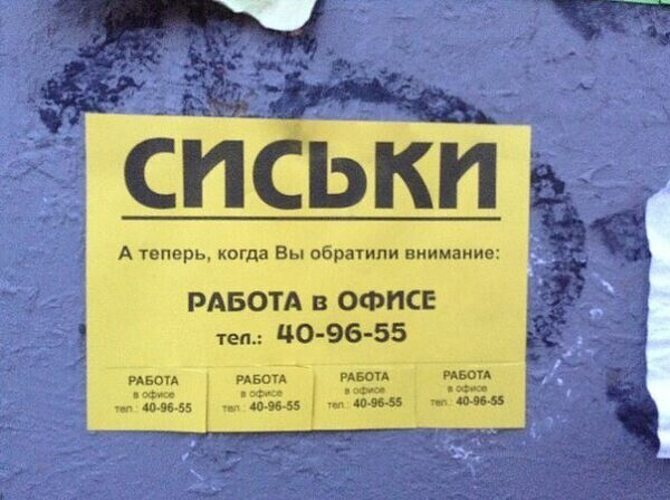 СИСЬКИ
А теперь, когда Вы обратили внимание:
РАБОТА в ОФИСЕ
тел.: 40-96-55
РАБОТА
в офисе
тел.: 40-96-55
РАБОТА
в офисе
тел.: 40-96-55
РАБОТА
в офисе
тел.: 40-96-55
РАБОТА
в офисе
тел.: 40-96-55